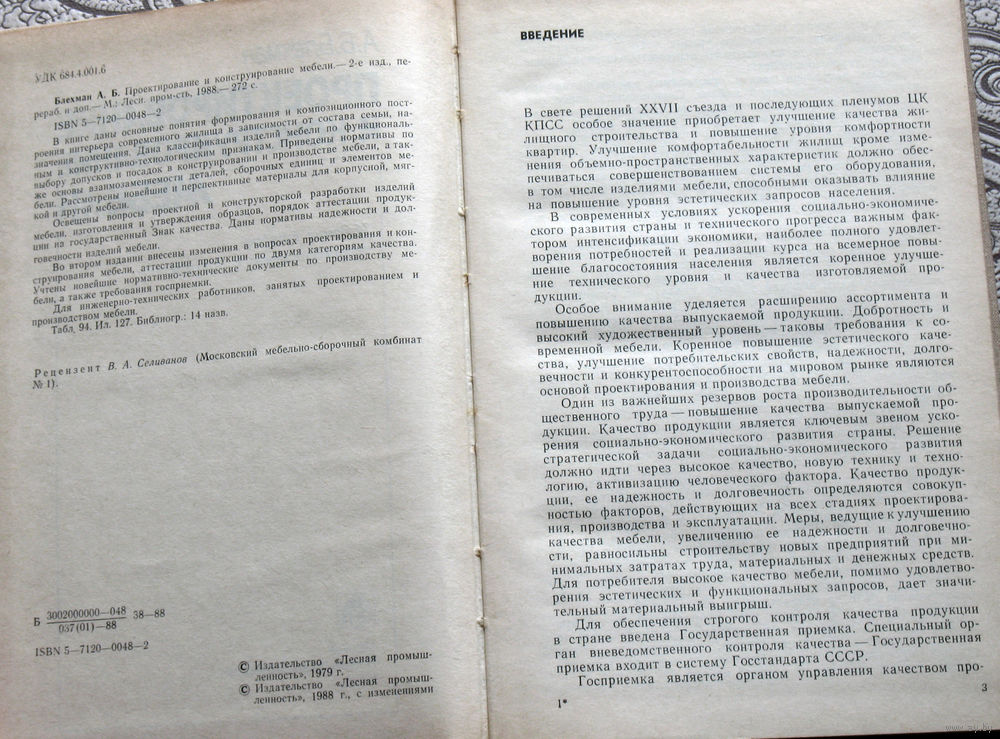 УДК 684.4.001.6
Блехман А. Б. Проектирование и конструирование мебели.— 2-е изд., пе-
рераб. и доп.— М.: Лесн. пром-сть, 1988.— 272 с.
ISBN 5—7120—0048—2
В книге даны основные понятия формирования и композиционного пост-
роения интерьера современного жилища в зависимости от состава семьи, на-
значения помещения. Дана классификация изделий мебели по функциональ-
ным и конструктивно-технологическим признакам. Приведены нормативы по
выбору допусков и посадок в конструировании и производстве мебели, а так-
же основы взаимозаменяемости деталей, сборочных единиц и элементов ме-
бели. Рассмотрены новейшие и перспективные материалы для корпусной, мяг-
кой и другой мебели.
Освещены вопросы проектной и конструкторской разработки изделий
мебели, изготовления и утверждения образцов, порядок аттестации продук-
ции на государственный Знак качества. Даны нормативы надежности и дол-
говечности изделий мебели.
Во втором издании внесены изменения в вопросах проектирования и кон-
струирования мебели, аттестации продукции по двум категориям качества.
Учтены новейшие нормативно-технические документы по производству ме-
бели, а также требования госприемки.
Для инженерно-технических работников, занятых проектированием и
производством мебели.
Табл. 94. Ил. 127. Библиогр.: 14 назв.
Рецензент В. А. Селиванов (Московский мебельно-сборочный комбинат
№ 1).
Б 3002000000—048 38—88
037(01)—88
ISBN 5—7120—0048—2
© Издательство «Лесная промыш-
ленность», 1979 г.
© Издательство «Лесная промыш-
ленность», 1988 г., с изменениями
ВВЕДЕНИЕ
В свете решений XXVII съезда и последующих пленумов ЦК
КПСС особое значение приобретает улучшение качества жи-
лищного строительства и повышение уровня комфортности
квартир. Улучшение комфортабельности жилищ кроме изме-
нения объемно-пространственных характеристик должно обес-
печиваться совершенствованием системы его оборудования,
в том числе изделиями мебели, способными оказывать влияние
на повышение уровня эстетических запросов населения.
В современных условиях ускорения социально-экономиче-
ского развития страны и технического прогресса важным фак-
тором интенсификации экономики, наиболее полного удовлет-
ворения потребностей и реализации курса на всемерное повы-
шение благосостояния населения является коренное улучше-
ние технического уровня и качества изготовляемой про-
дукции.
Особое внимание уделяется расширению ассортимента и
повышению качества выпускаемой продукции. Добротность и
высокий художественный уровень — таковы требования к со-
временной мебели. Коренное повышение эстетического каче-
ства, улучшение потребительских свойств, надежности, долго-
вечности и конкурентоспособности на мировом рынке являются
основой проектирования и производства мебели.
Один из важнейших резервов роста производительности об-
щественного труда — повышение качества выпускаемой про-
дукции. Качество продукции является ключевым звеном уско-
рения социально-экономического развития страны. Решение
стратегической задачи социально-экономического развития
должно идти через высокое качество, новую технику и техно-
логию, активизацию человеческого фактора. Качество продук-
ции, ее надежность и долговечность определяются совокуп-
ностью факторов, действующих на всех стадиях проектирова-
ния, производства и эксплуатации. Меры, ведущие к улучшению
качества мебели, увеличению ее надежности и долговечно-
сти, равносильны строительству новых предприятий при ми-
нимальных затратах труда, материальных и денежных средств.
Для потребителя высокое качество мебели, помимо удовлетво-
рения эстетических и функциональных запросов, дает значи-
тельный материальный выигрыш.
Для обеспечения строгого контроля качества продукции
в стране введена Государственная приемка. Специальный ор-
ган вневедомственного контроля качества — Государственная
приемка входит в систему Госстандарта СССР.
Госприемка является органом управления качеством про-
1*
3
www.ay.by